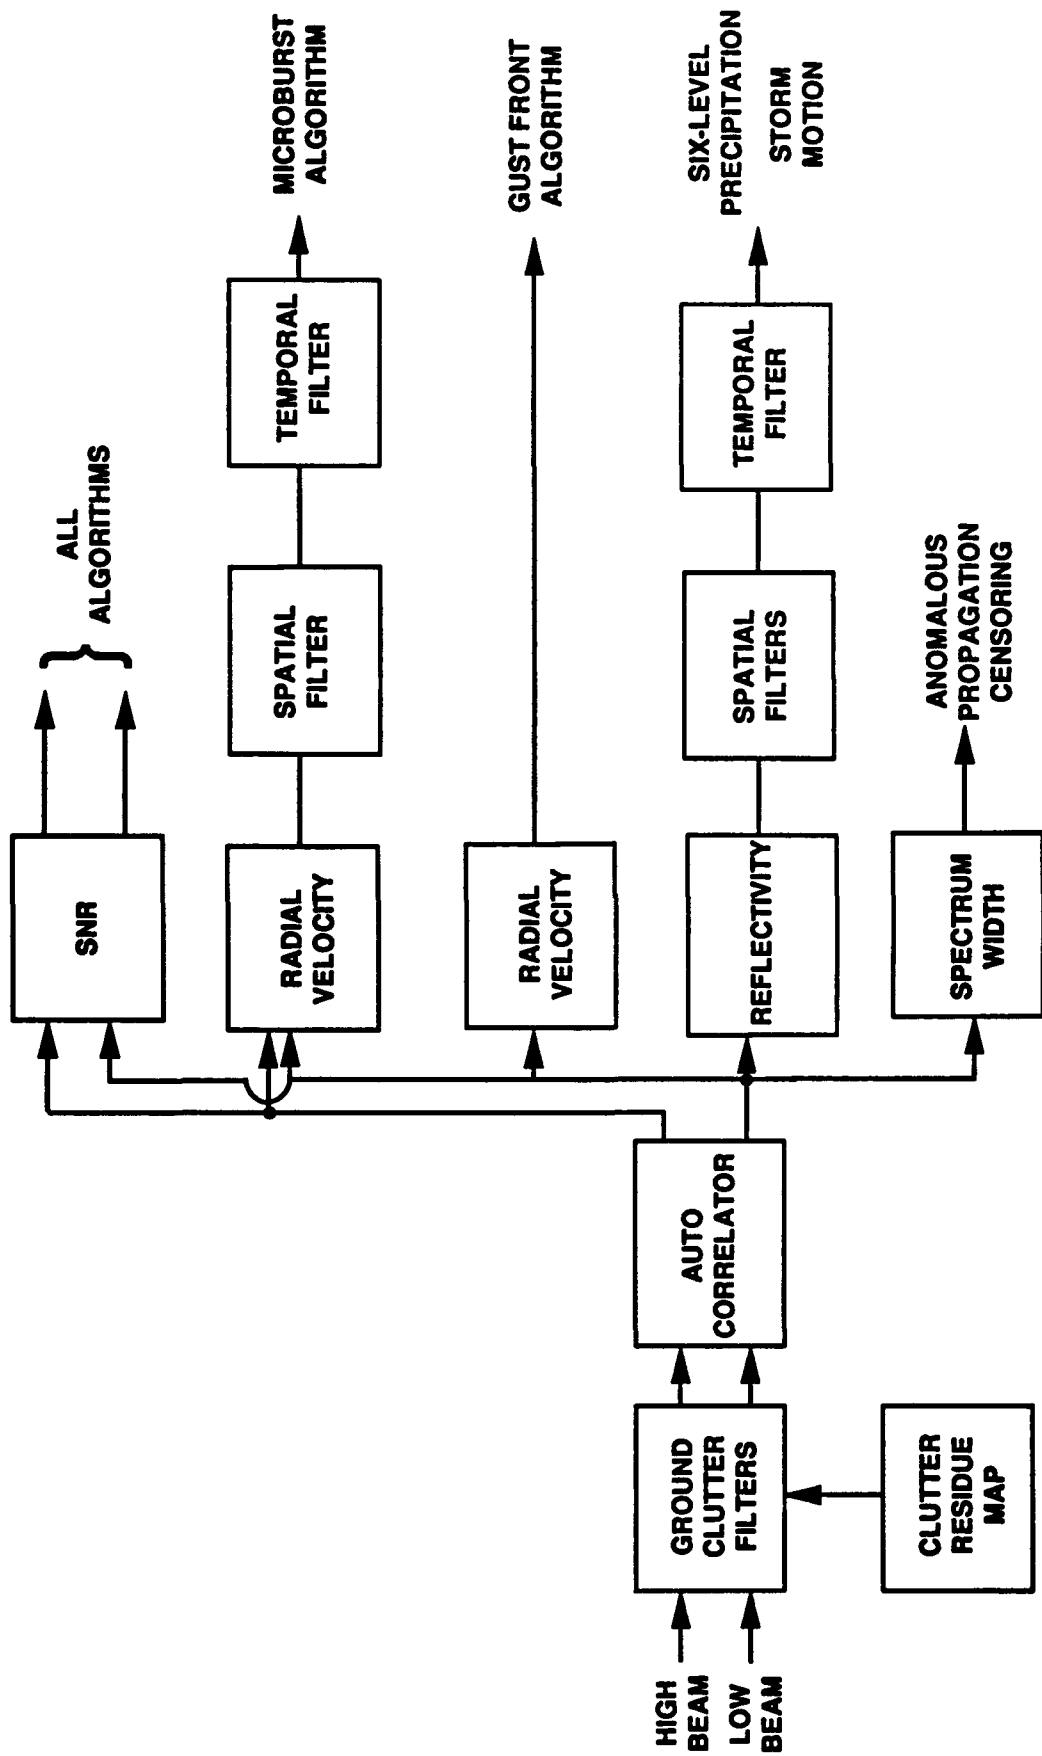 HIGH
BEAM
LOW
BEAM
GROUND
CLUTTER
FILTERS
CLUTTER
RESIDUE
MAP
AUTO
CORRELATOR
SNR
ALL
ALGORITHMS
RADIAL
VELOCITY
SPATIAL
FILTER
TEMPORAL
FILTER
MICROBURST
ALGORITHM
RADIAL
VELOCITY
GUST FRONT
ALGORITHM
REFLECTIVITY
SPATIAL
FILTERS
TEMPORAL
FILTER
SIX-LEVEL
PRECIPITATION
STORM
MOTION
SPECTRUM
WIDTH
ANOMALOUS
PROPAGATION
CENSORING